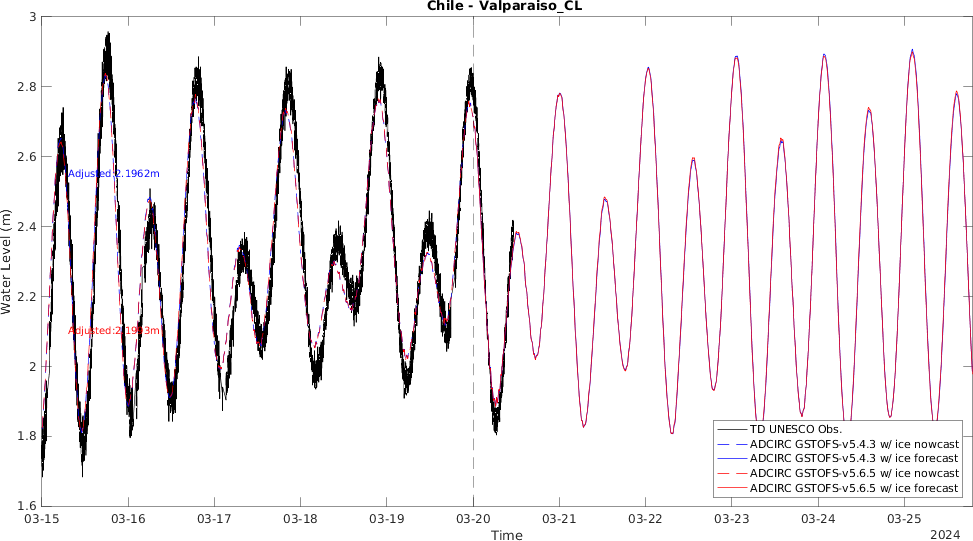 Chile - Valparaiso_CL
3
2.8
2.6
2.4
2.2
2
1.8
1.6
Water Level (m)
Adjusted:2.1962m
TD UNESCO Obs.
ADCIRC GSTOFS-v5.4.3 w/ ice nowcast
ADCIRC GSTOFS-v5.4.3 w/ ice forecast
ADCIRC GSTOFS-v5.6.5 w/ ice nowcast
ADCIRC GSTOFS-v5.6.5 w/ ice forecast
03-15
03-16
03-17
03-18
03-19
03-20
03-21
03-22
03-23
03-24
03-25
Time
2024